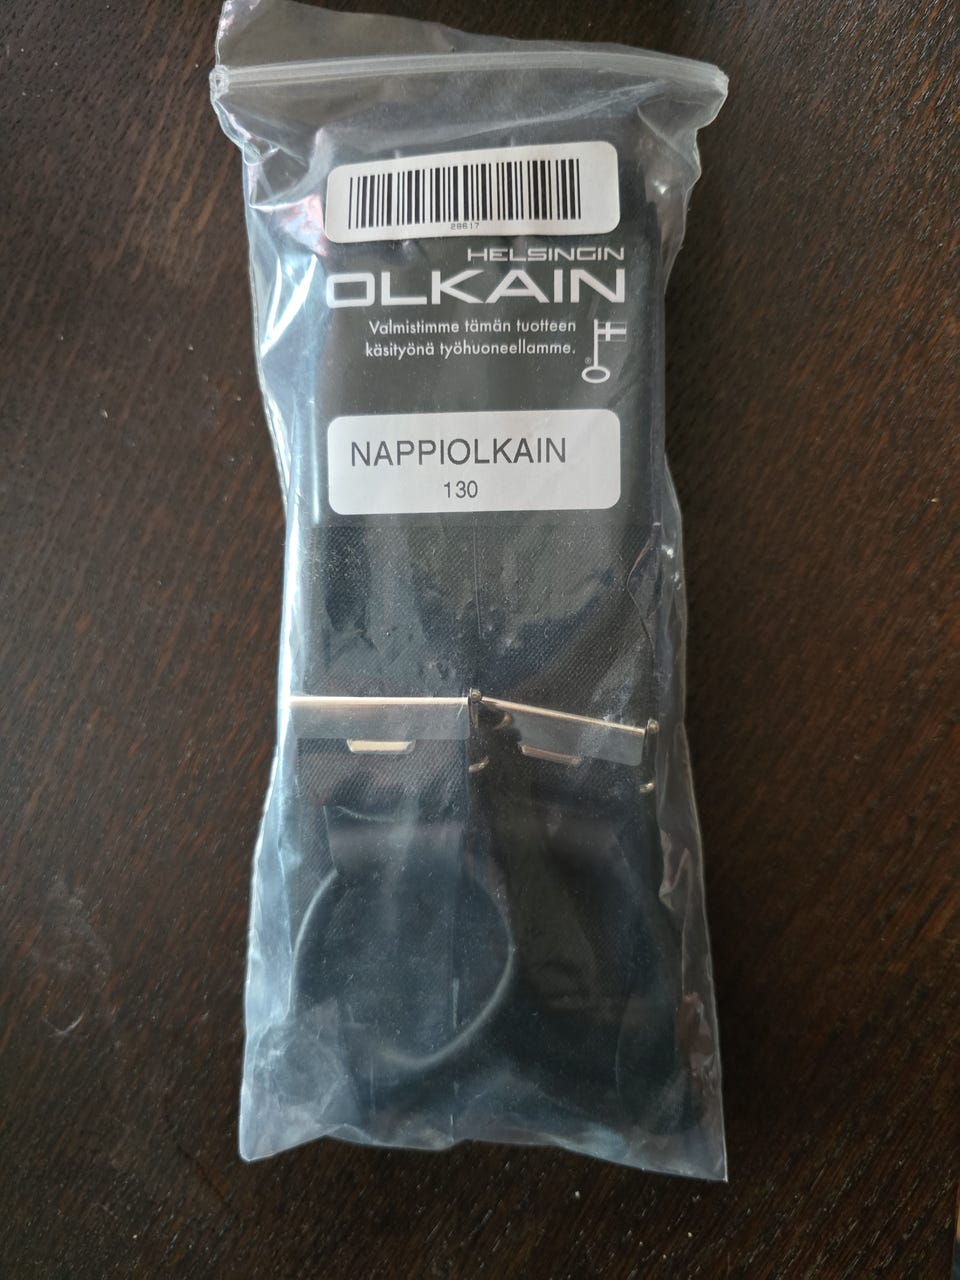 28617
HELSINGIN
OLKAIN
Valmistimme tämän tuotteen
käsityönä työhuoneellamme.
®
NAPPIOLKAIN
130